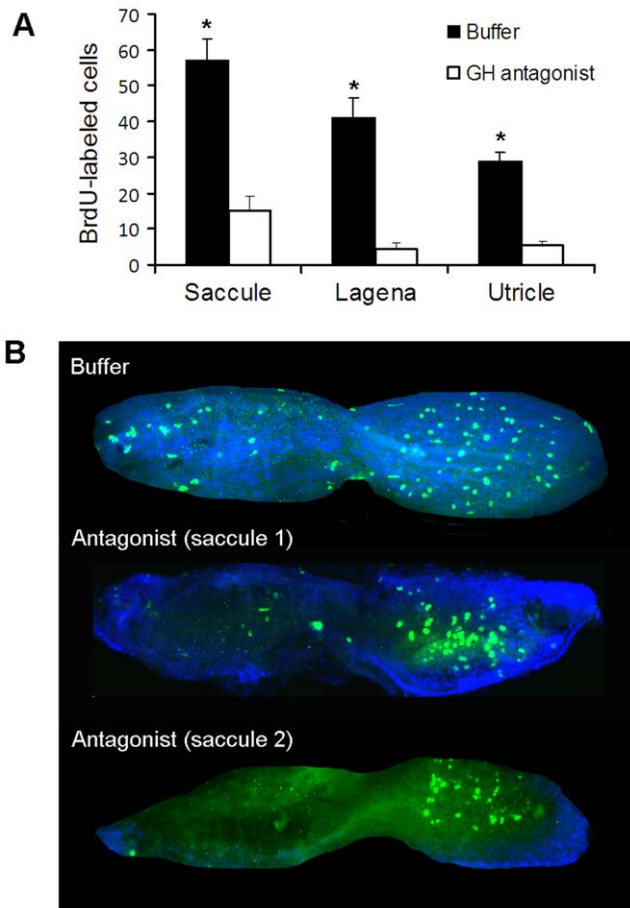 A
70
60
50
40
30
20
10
0
BrdU-labeled cells
* * *
Buffer
GH antagonist
Saccule Lagena Utricle
B
Buffer
Antagonist (saccule 1)
Antagonist (saccule 2)